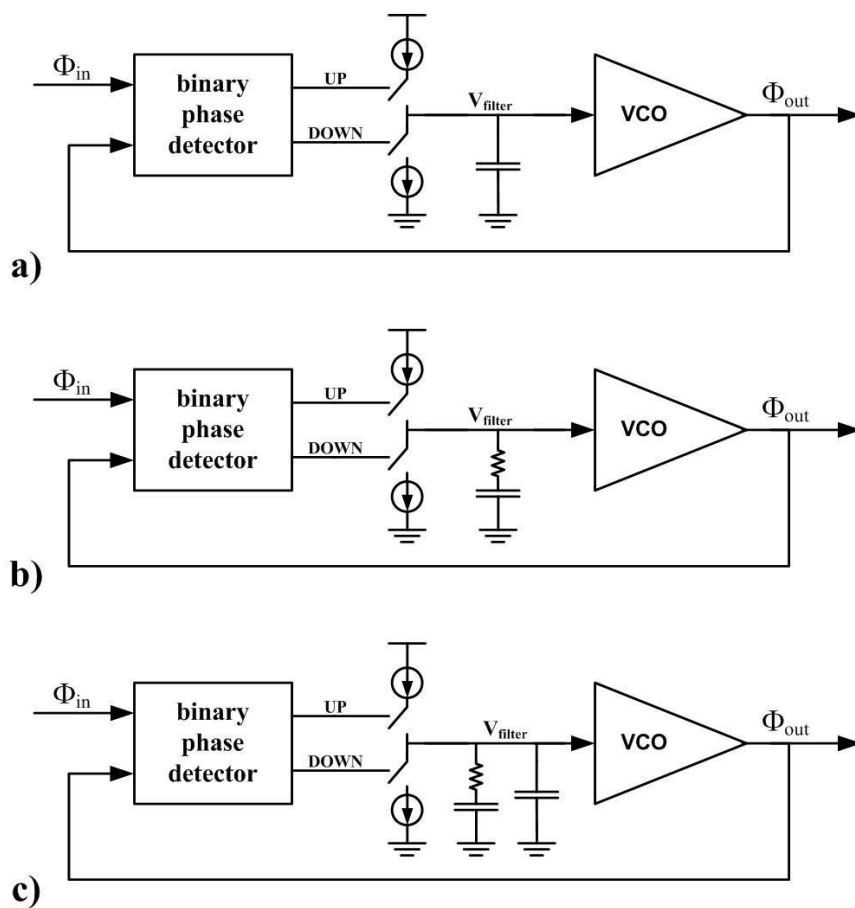 Φin
binary
phase
detector
UP
DOWN
Vfilter
VCO
Φout
a)
Φin
binary
phase
detector
UP
DOWN
Vfilter
VCO
Φout
b)
Φin
binary
phase
detector
UP
DOWN
Vfilter
VCO
Φout
c)